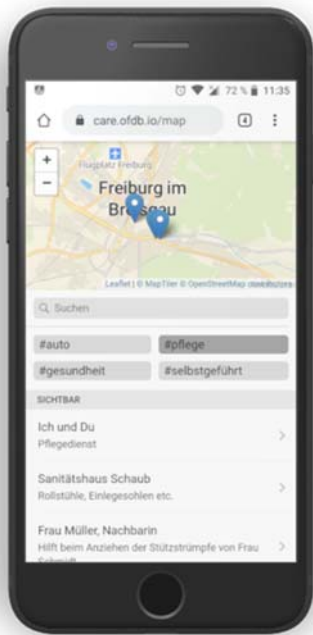 72 % 11:35
care.ofdb.io/map
4
+
Flugplatz Freiburg
−
Freiburg im
Breisgau
Leaflet | © MapTiler © OpenStreetMap contributors
Suchen
#auto
#pflege
#gesundheit
#selbstgeführt
SICHTBAR
Ich und Du
Pflegedienst
Sanitätshaus Schaub
Rollstühle, Einlegesohlen etc.
Frau Müller, Nachbarin
Hilft beim Anziehen der Stützstrümpfe von Frau
Schmidt